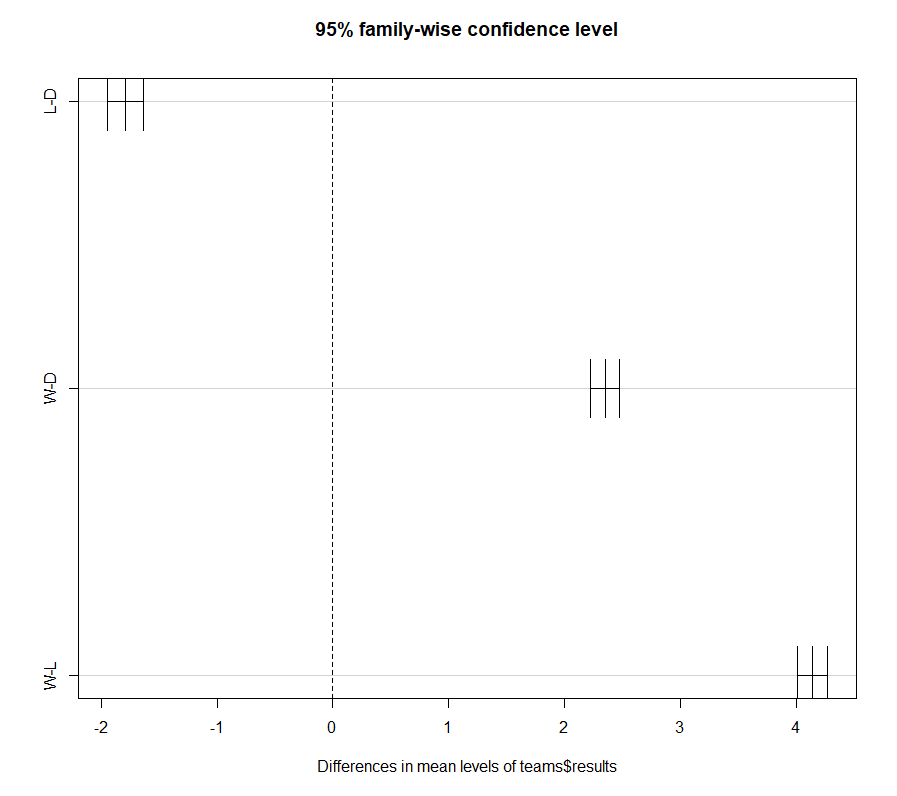 95% family-wise confidence level
L-D
W-D
W-L
-2 -1 0 1 2 3 4
Differences in mean levels of teams$results